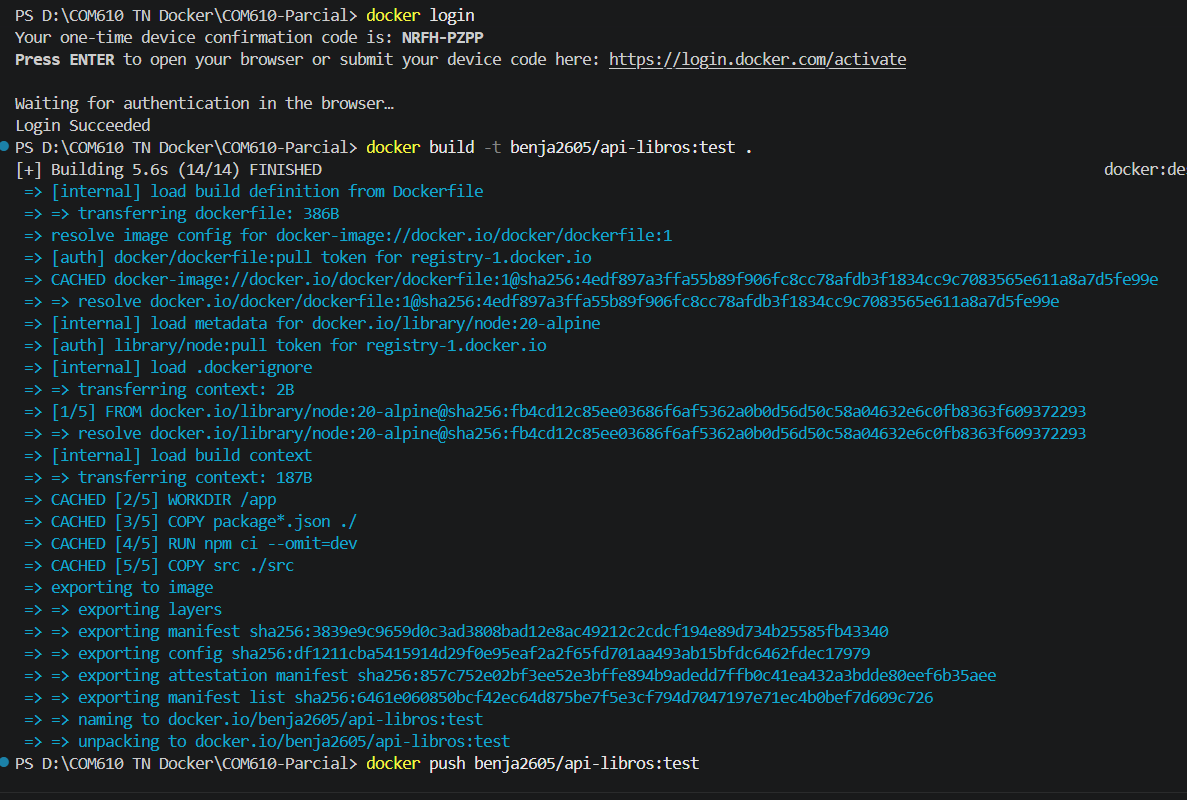 PS D:\COM610 TN Docker\COM610-Parcial> docker login
Your one-time device confirmation code is: NRFH-PZPP
Press ENTER to open your browser or submit your device code here: https://login.docker.com/activate
Waiting for authentication in the browser…
Login Succeeded
PS D:\COM610 TN Docker\COM610-Parcial> docker build -t benja2605/api-libros:test .
[+] Building 5.6s (14/14) FINISHED docker:de
=> [internal] load build definition from Dockerfile
=> => transferring dockerfile: 386B
=> resolve image config for docker-image://docker.io/docker/dockerfile:1
=> [auth] docker/dockerfile:pull token for registry-1.docker.io
=> CACHED docker-image://docker.io/docker/dockerfile:1@sha256:4edf897a3ffa55b89f906fc8cc78afdb3f1834cc9c7083565e611a8a7d5fe99e
=> => resolve docker.io/docker/dockerfile:1@sha256:4edf897a3ffa55b89f906fc8cc78afdb3f1834cc9c7083565e611a8a7d5fe99e
=> [internal] load metadata for docker.io/library/node:20-alpine
=> [auth] library/node:pull token for registry-1.docker.io
=> [internal] load .dockerignore
=> => transferring context: 2B
=> [1/5] FROM docker.io/library/node:20-alpine@sha256:fb4cd12c85ee03686f6af5362a0b0d56d50c58a04632e6c0fb8363f609372293
=> => resolve docker.io/library/node:20-alpine@sha256:fb4cd12c85ee03686f6af5362a0b0d56d50c58a04632e6c0fb8363f609372293
=> [internal] load build context
=> => transferring context: 187B
=> CACHED [2/5] WORKDIR /app
=> CACHED [3/5] COPY package*.json ./
=> CACHED [4/5] RUN npm ci --omit=dev
=> CACHED [5/5] COPY src ./src
=> exporting to image
=> => exporting layers
=> => exporting manifest sha256:3839e9c9659d0c3ad3808bad12e8ac49212c2cdcf194e89d734b25585fb43340
=> => exporting config sha256:df1211cba5415914d29f0e95eaf2a2f65fd701aa493ab15bfdc6462fdec17979
=> => exporting attestation manifest sha256:857c752e02bf3ee52e3bffe894b9adedd7ffb0c41ea432a3bdde80eef6b35aee
=> => exporting manifest list sha256:6461e060850bcf42ec64d875be7f5e3cf794d7047197e71ec4b0bef7d609c726
=> => naming to docker.io/benja2605/api-libros:test
=> => unpacking to docker.io/benja2605/api-libros:test
PS D:\COM610 TN Docker\COM610-Parcial> docker push benja2605/api-libros:test